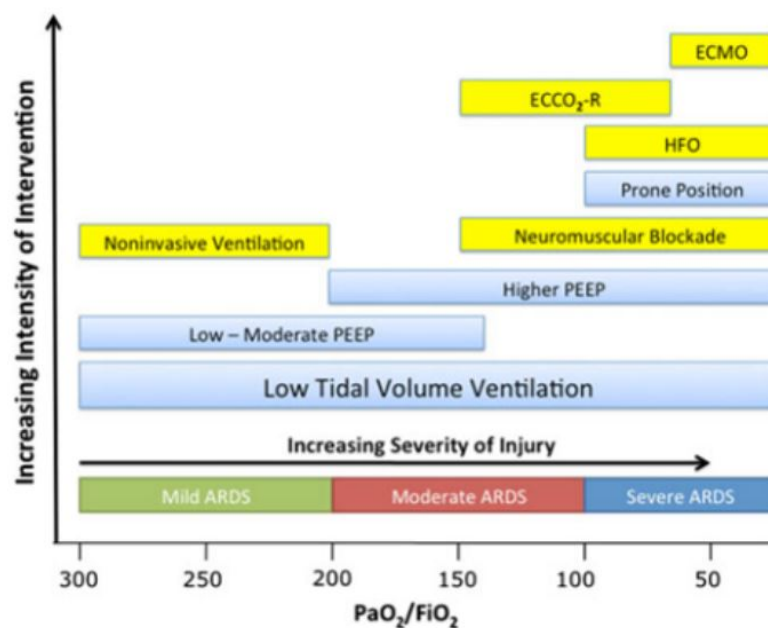 ECMO
ECCO₂-R
HFO
Prone Position
Noninvasive Ventilation
Neuromuscular Blockade
Higher PEEP
Low – Moderate PEEP
Low Tidal Volume Ventilation
Increasing Severity of Injury
Mild ARDS
Moderate ARDS
Severe ARDS
300
250
200
150
100
50
PaO₂/FiO₂
Increasing Intensity of Intervention